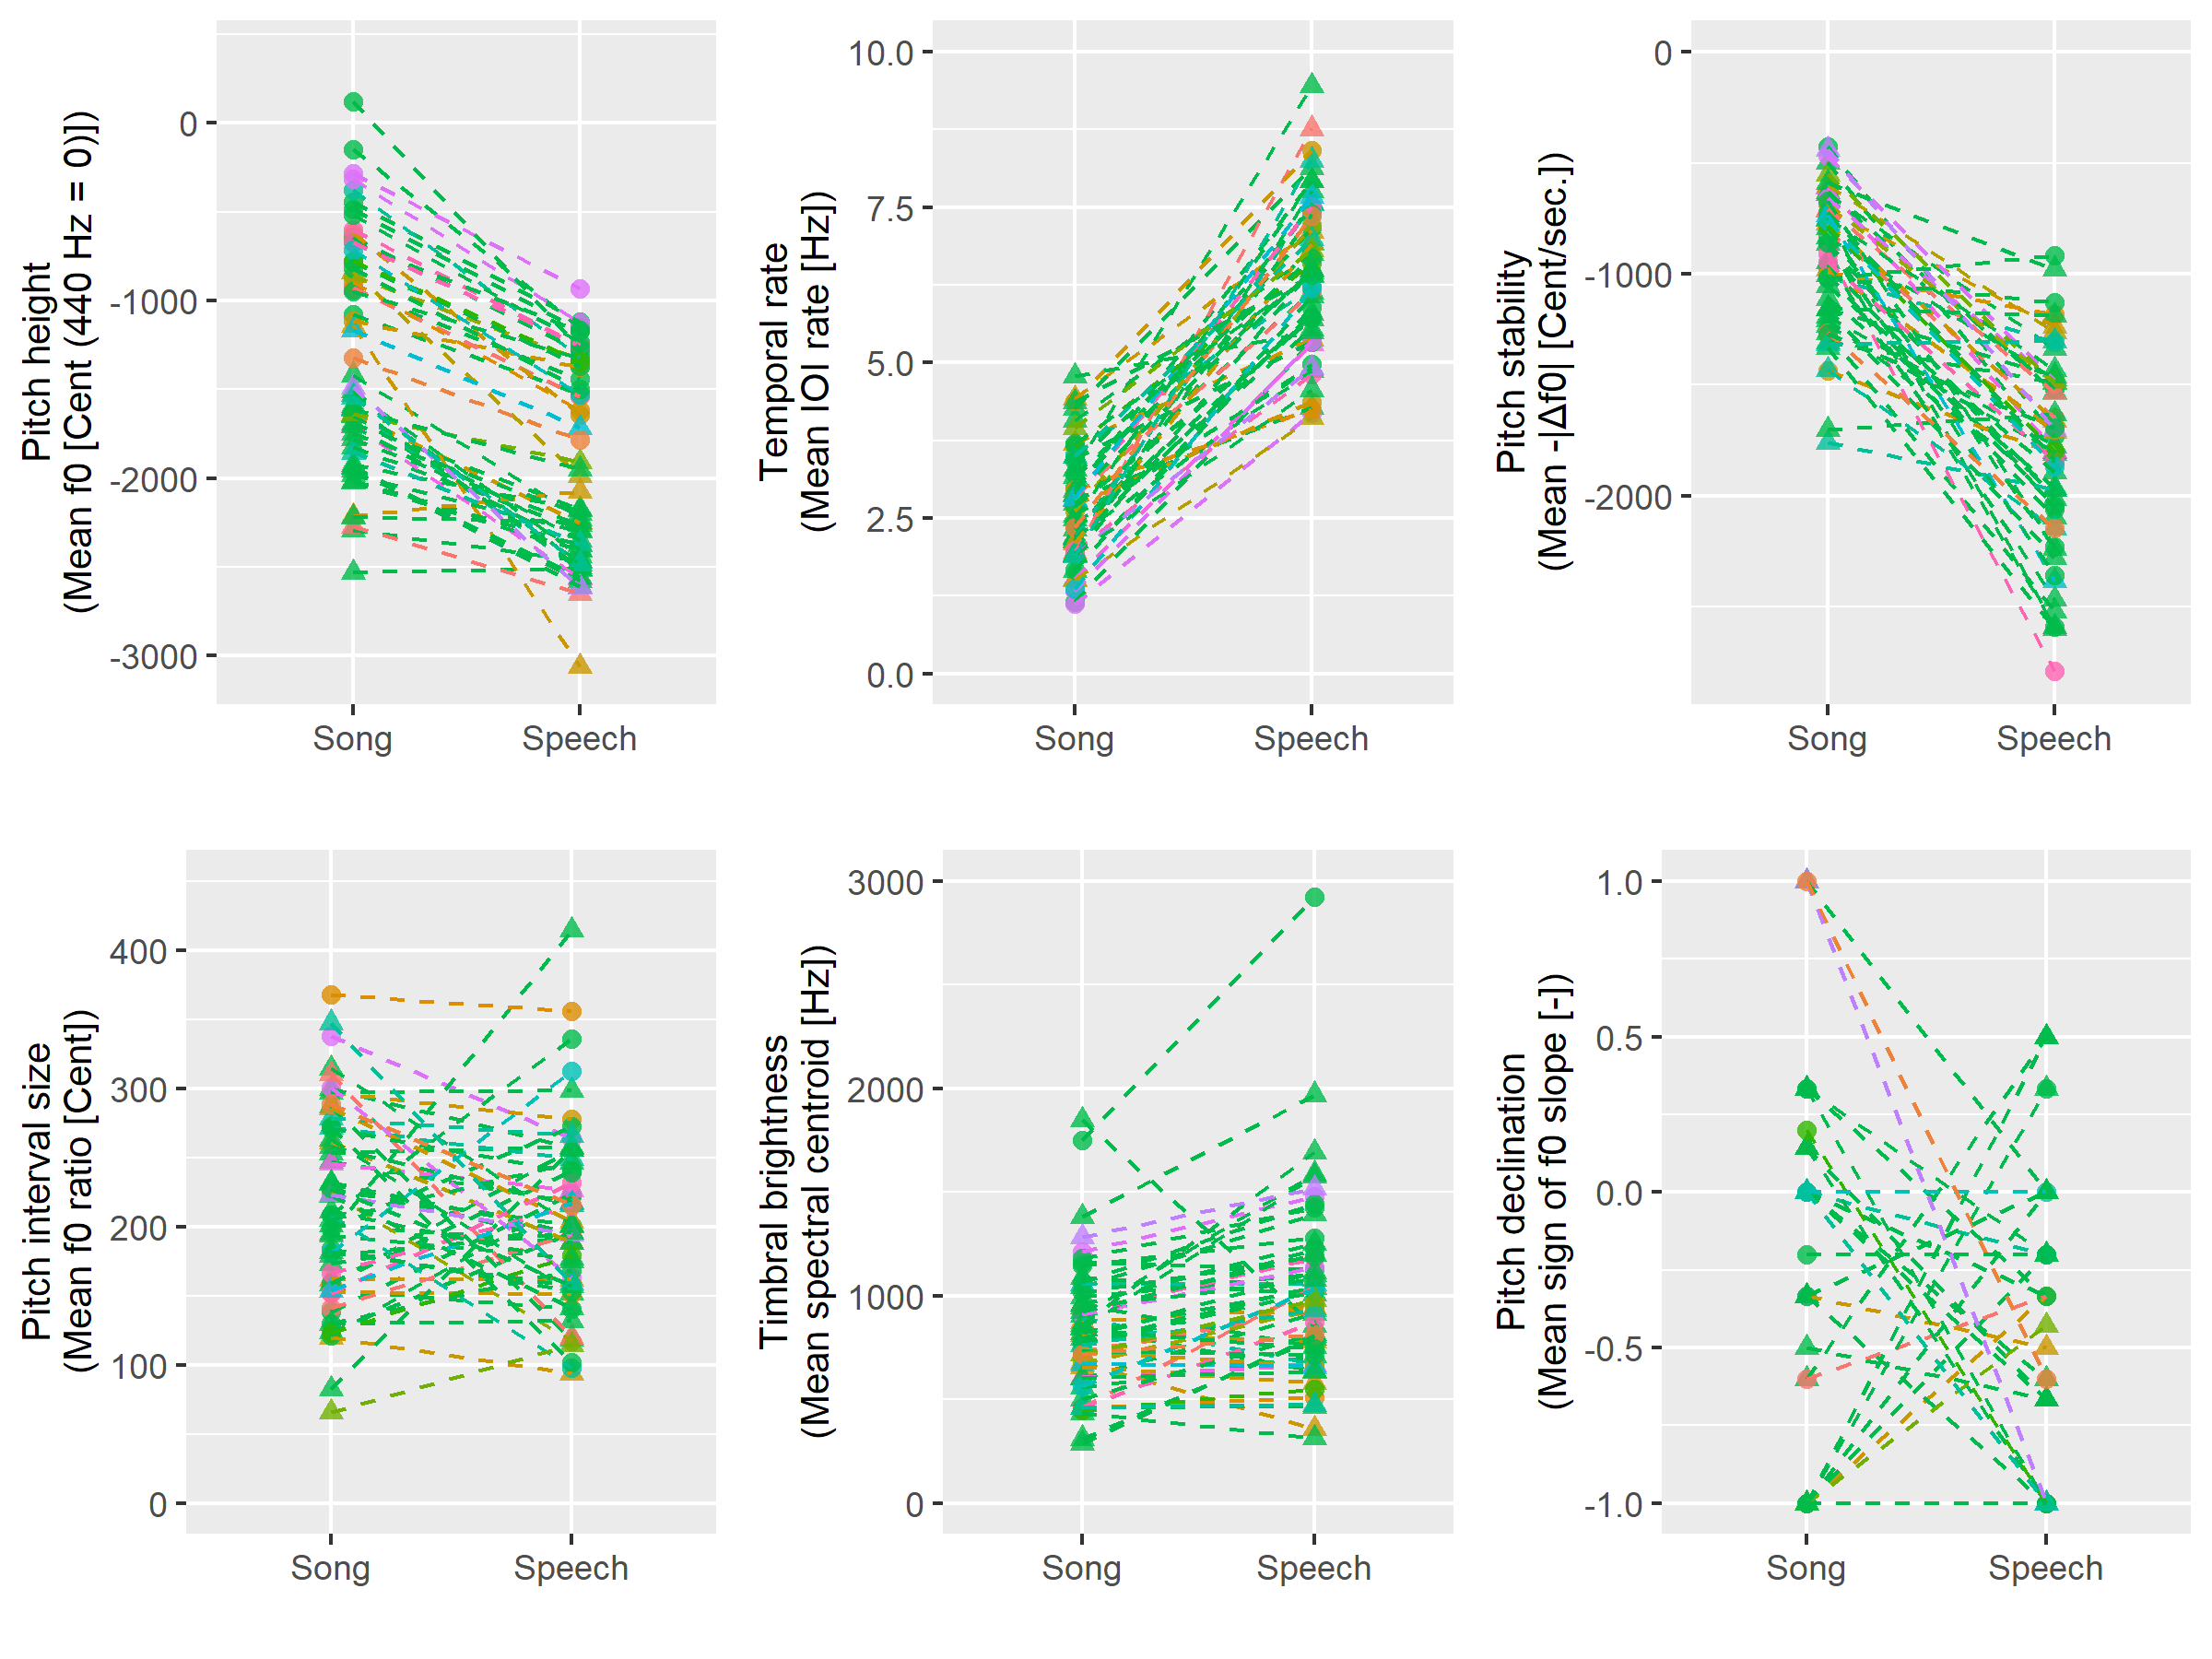 Pitch height
(Mean f0 [Cent (440 Hz = 0)])
0
-1000
-2000
-3000
Song
Speech
Temporal rate
(Mean IOI rate [Hz])
10.0
7.5
5.0
2.5
0.0
Song
Speech
Pitch stability
(Mean -|Δf0| [Cent/sec.])
0
-1000
-2000
Song
Speech
Pitch interval size
(Mean f0 ratio [Cent])
400
300
200
100
0
Song
Speech
Timbral brightness
(Mean spectral centroid [Hz])
3000
2000
1000
0
Song
Speech
Pitch declination
(Mean sign of f0 slope [-])
1.0
0.5
0.0
-0.5
-1.0
Song
Speech